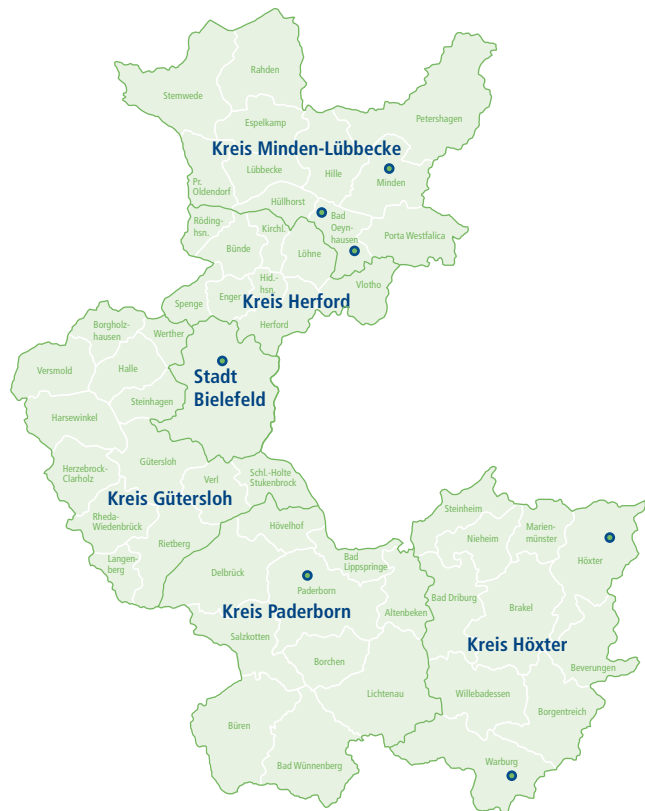 Rahden
Stemwede
Petershagen
Espelkamp
Kreis Minden-Lübbecke
Lübbecke
Hille
Minden
Pr.
Oldendorf
Hüllhorst
Bad
Oeyn-
hausen
Porta Westfalica
Röding-
hsn.
Kirchl.
Bünde
Löhne
Vlotho
Hid.-
hsn.
Enger
Spenge
Kreis Herford
Herford
Borgholz-
hausen
Werther
Versmold
Halle
Stadt
Bielefeld
Steinhagen
Harsewinkel
Gütersloh
Herzebrock-
Clarholz
Verl
Schl.-Holte
Stukenbrock
Kreis Gütersloh
Rheda-
Wiedenbrück
Rietberg
Langen-
berg
Hövelhof
Steinheim
Marien-
münster
Nieheim
Höxter
Bad
Lippspringe
Delbrück
Paderborn
Altenbeken
Kreis Paderborn
Salzkotten
Bad Driburg
Brakel
Kreis Höxter
Borchen
Beverungen
Lichtenau
Willebadessen
Borgentreich
Büren
Bad Wünnenberg
Warburg